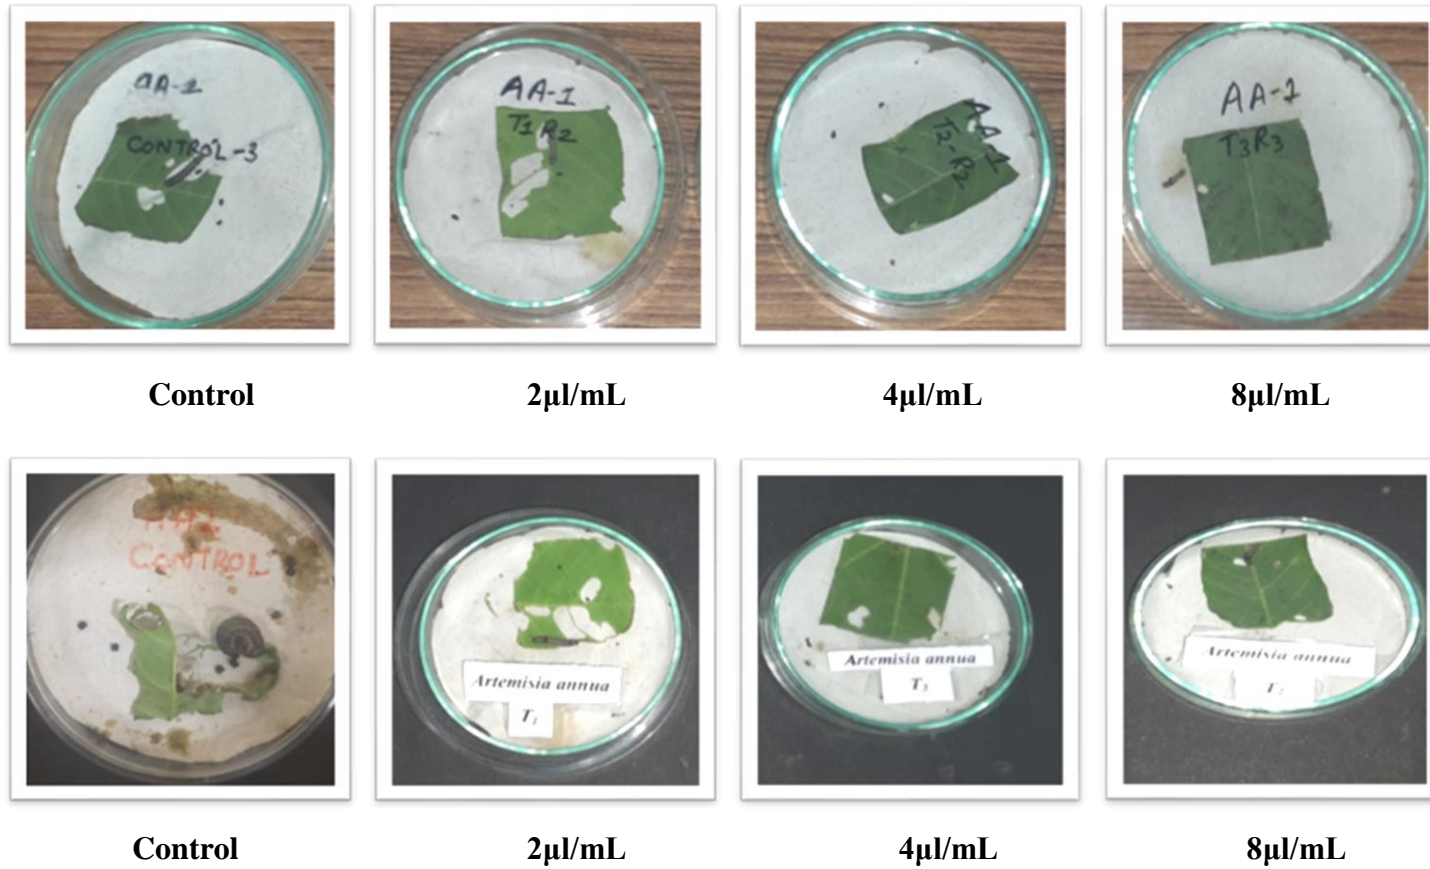 AA-1
CONTROL-3
AA-1
T1R2
AA-1
T2-R2
AA-1
T3R3
Control
2µl/mL
4µl/mL
8µl/mL
CONTROL
Artemisia annua
T1
Artemisia annua
T3
Artemisia annua
T2
Control
2µl/mL
4µl/mL
8µl/mL